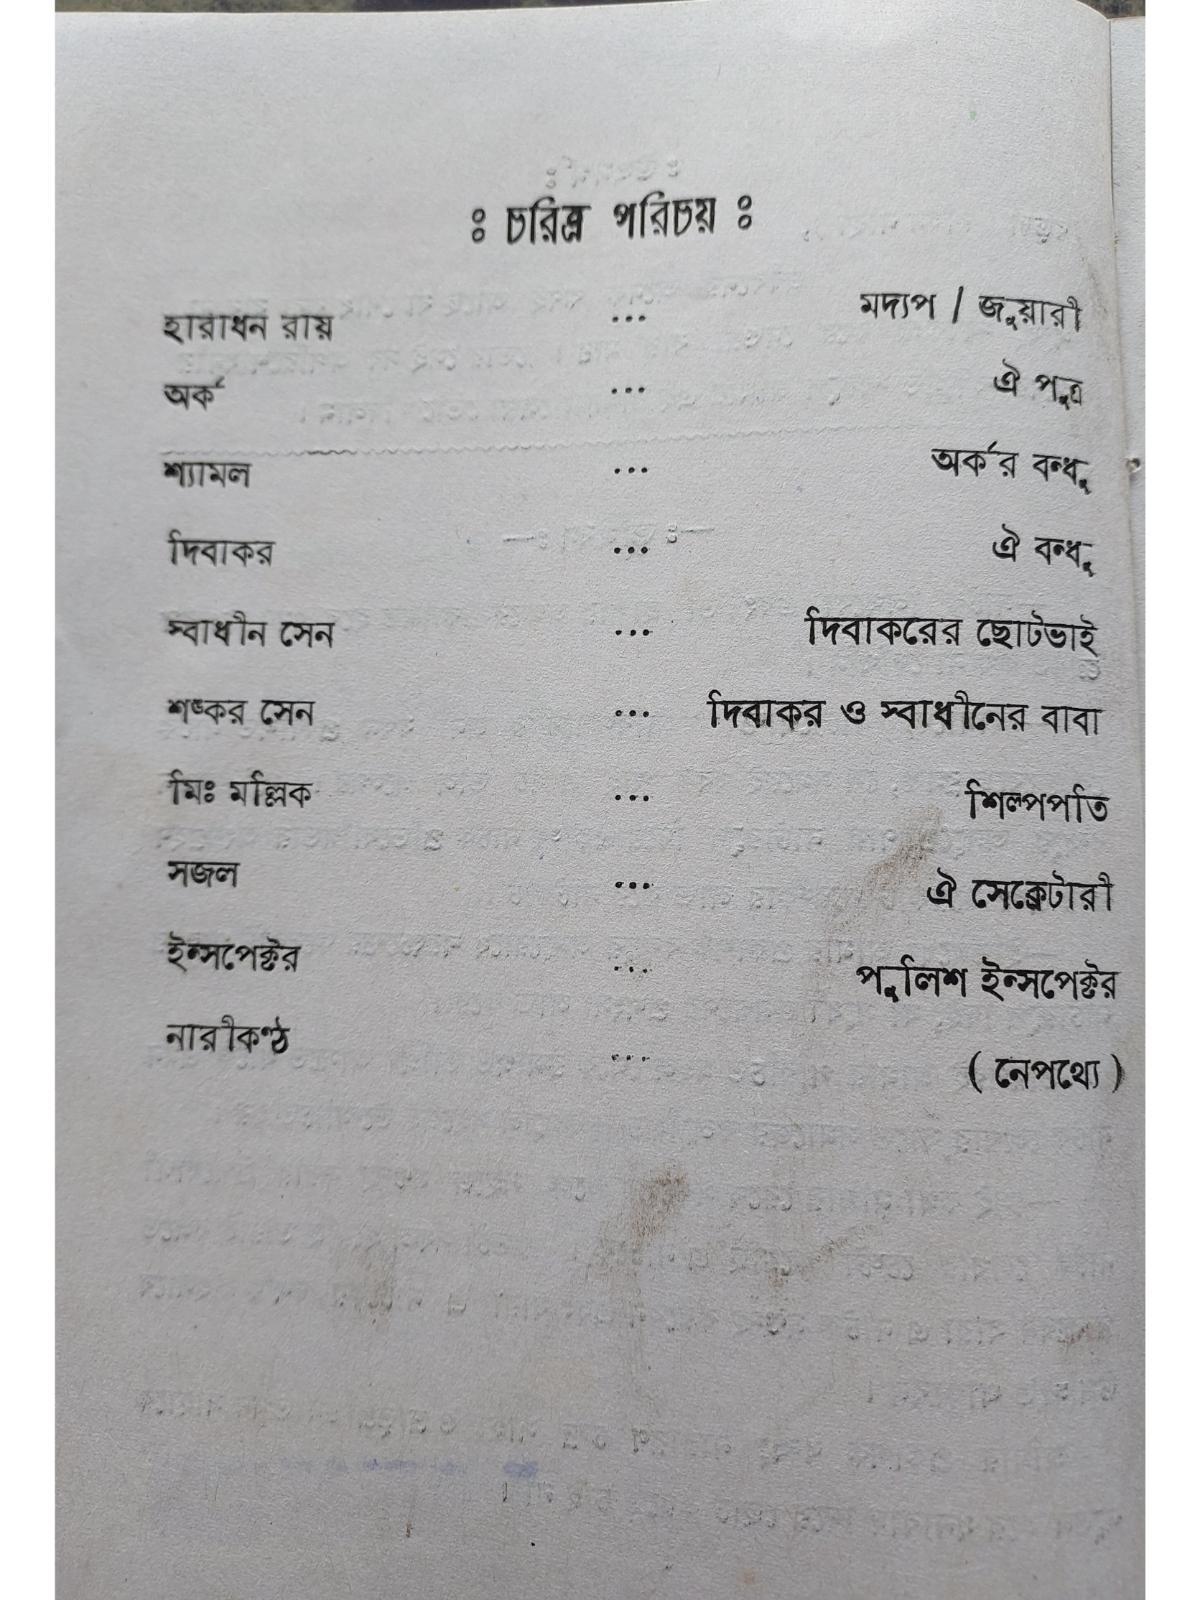 ঃ চরিত্র পরিচয় ঃ
হারাধন রায় ... মদ্যপ / জুয়ারী
অর্ক ... ঐ পুত্র
শ্যামল ... অর্ক'র বন্ধু
দিবাকর ... ঐ বন্ধু
স্বাধীন সেন ... দিবাকরের ছোটভাই
শঙ্কর সেন ... দিবাকর ও স্বাধীনের বাবা
মিঃ মল্লিক ... শিল্পপতি
সজল ... ঐ সেক্রেটারী
ইন্সপেক্টর ... পুলিশ ইন্সপেক্টর
নারীকণ্ঠ ... ( নেপথ্যে )